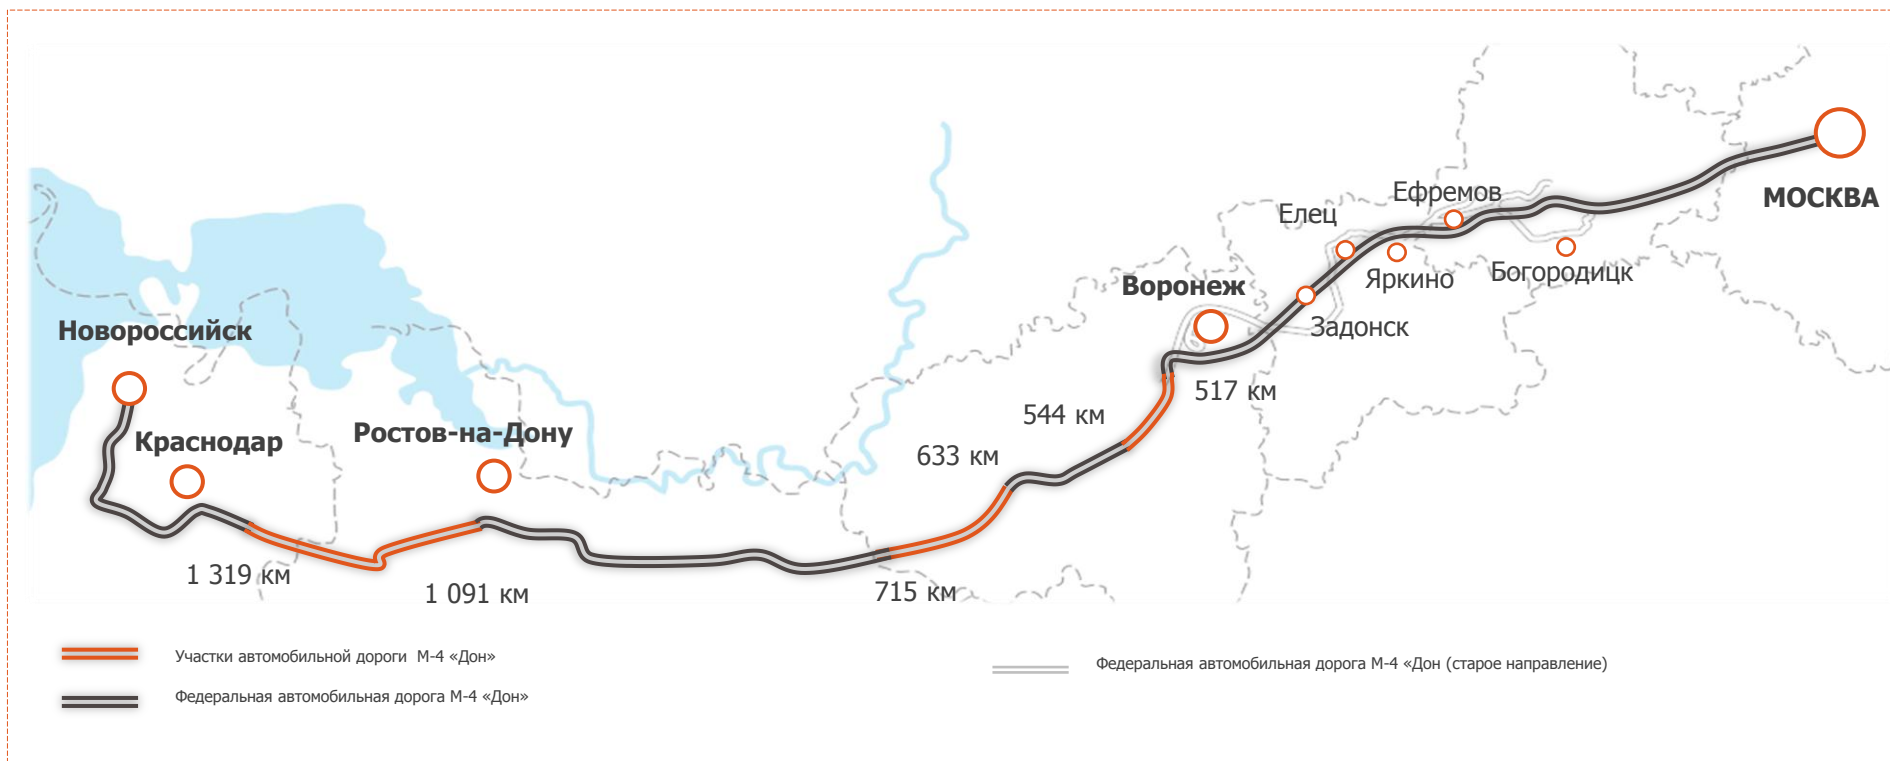 МОСКВА
Ефремов
Елец
Яркино
Богородицк
Воронеж
Задонск
Новороссийск
517 км
544 км
Краснодар
Ростов-на-Дону
633 км
1 319 км
1 091 км
715 км
Участки автомобильной дороги М-4 «Дон»
Федеральная автомобильная дорога М-4 «Дон (старое направление)
Федеральная автомобильная дорога М-4 «Дон»